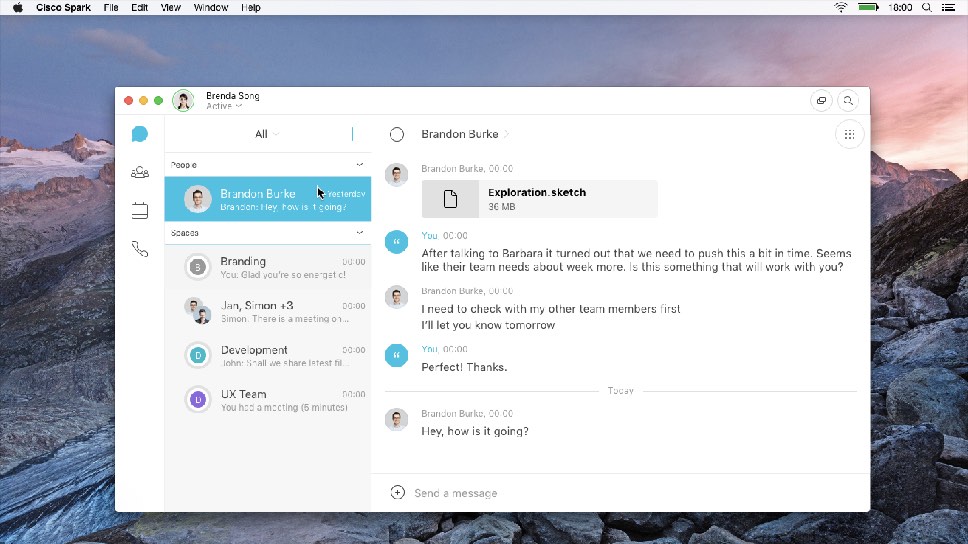 Cisco Spark File Edit View Window Help 18:00
Brenda Song
Active
All
People
Brandon Burke Yesterday
Brandon: Hey, how is it going?
Spaces
Branding 00:00
You: Glad you're so energetic!
Jan, Simon +3 00:00
Simon: There is a meeting on...
Development 00:00
John: Shall we share latest fil...
UX Team 00:00
You had a meeting (5 minutes)
Brandon Burke
Brandon Burke, 00:00
Exploration.sketch
36 MB
You, 00:00
After talking to Barbara it turned out that we need to push this a bit in time. Seems
like their team needs about week more. Is this something that will work with you?
Brandon Burke, 00:00
I need to check with my other team members first
I'll let you know tomorrow
You, 00:00
Perfect! Thanks.
Today
Brandon Burke, 00:00
Hey, how is it going?
Send a message
B
D
D